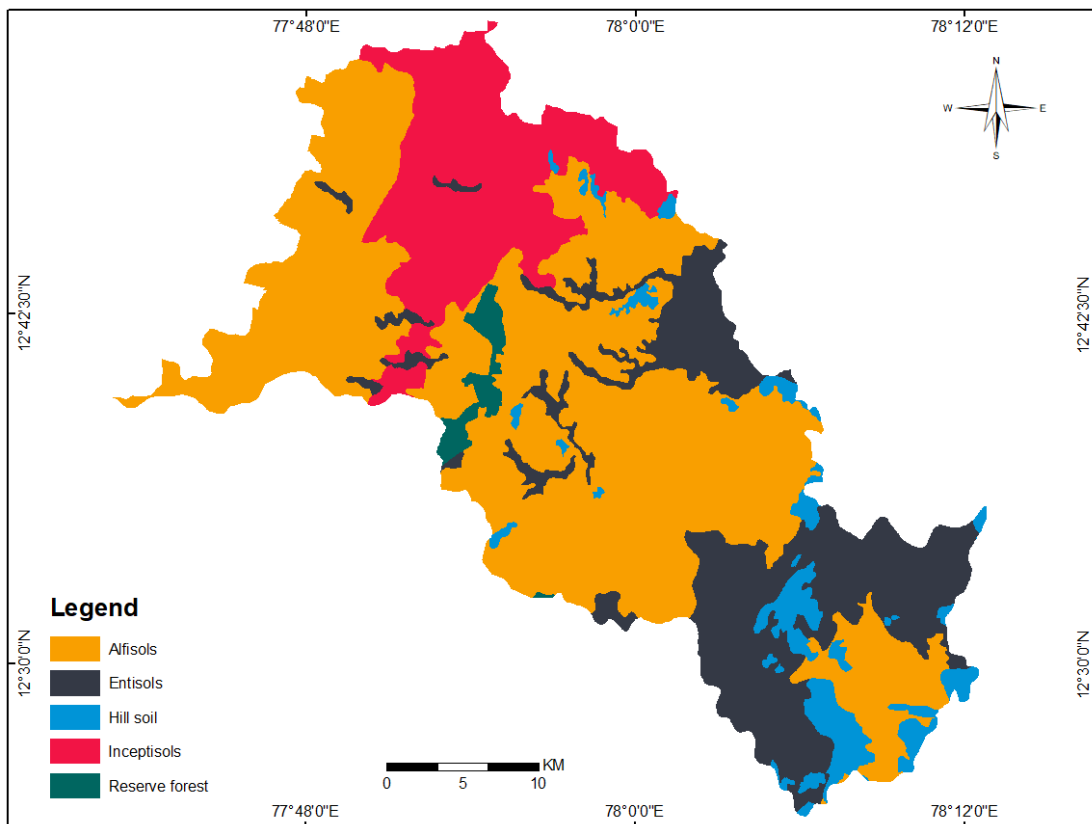 77°48'0"E 78°0'0"E 78°12'0"E
N
W E
S
12°42'30"N 12°42'30"N
12°30'0"N 12°30'0"N
Legend
Alfisols
Entisols
Hill soil
Inceptisols
Reserve forest
KM
0 5 10
77°48'0"E 78°0'0"E 78°12'0"E